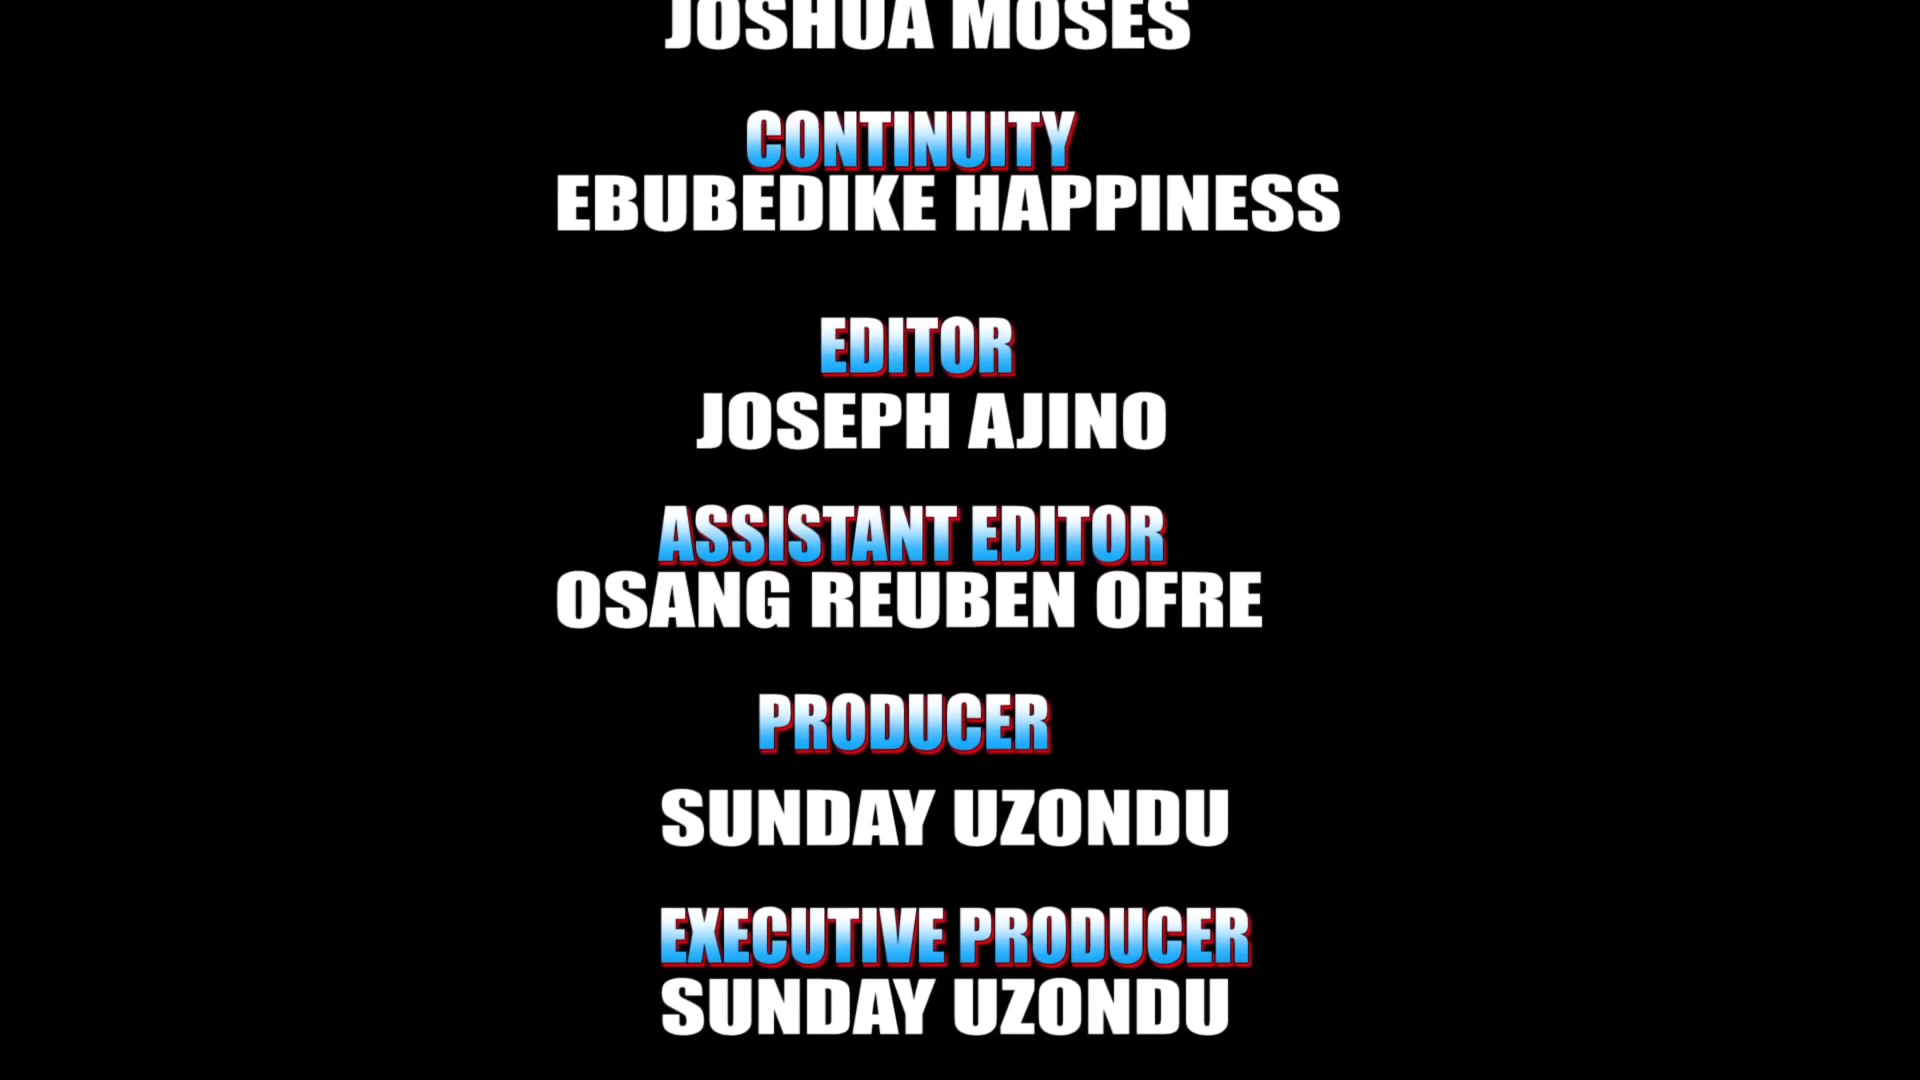 JOSHUA MOSES
CONTINUITY
EBUBEDIKE HAPPINESS
EDITOR
JOSEPH AJINO
ASSISTANT EDITOR
OSANG REUBEN OFRE
PRODUCER
SUNDAY UZONDU
EXECUTIVE PRODUCER
SUNDAY UZONDU